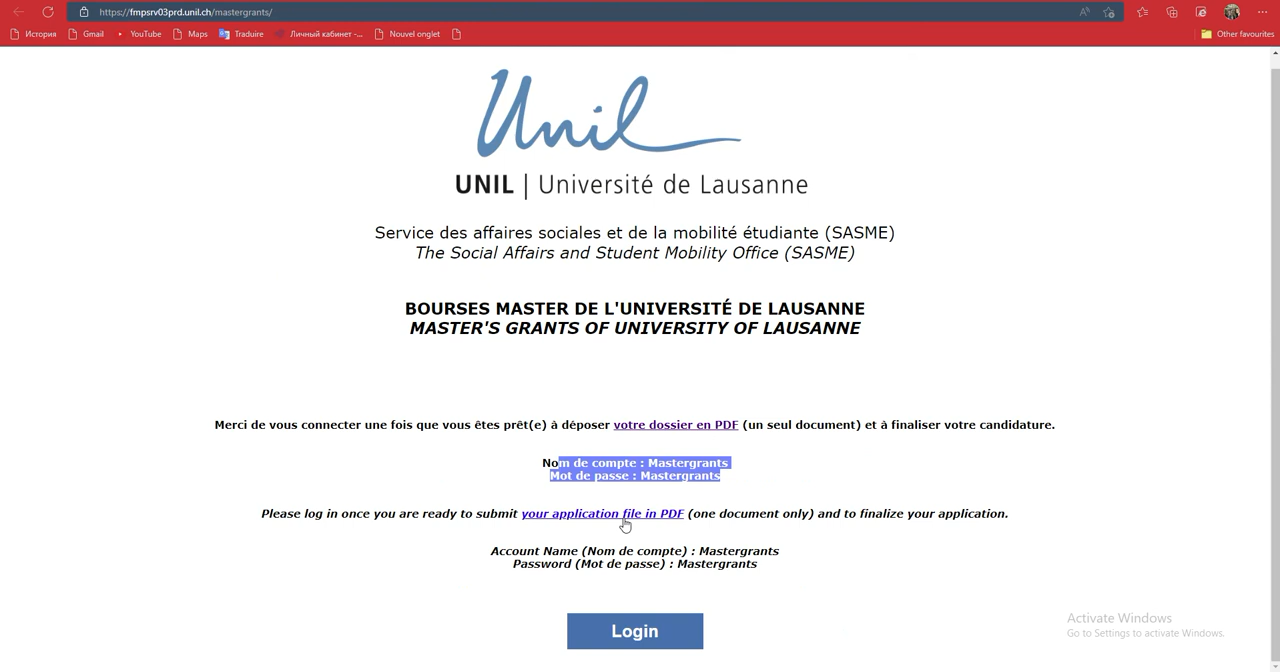 https://fmpsrv03prd.unil.ch/mastergrants/
История Gmail YouTube Maps Traduire Личный кабинет -... Nouvel onglet Other favourites
Unil
UNIL | Université de Lausanne
Service des affaires sociales et de la mobilité étudiante (SASME)
The Social Affairs and Student Mobility Office (SASME)
BOURSES MASTER DE L'UNIVERSITÉ DE LAUSANNE
MASTER'S GRANTS OF UNIVERSITY OF LAUSANNE
Merci de vous connecter une fois que vous êtes prêt(e) à déposer votre dossier en PDF (un seul document) et à finaliser votre candidature.
Nom de compte : Mastergrants
Mot de passe : Mastergrants
Please log in once you are ready to submit your application file in PDF (one document only) and to finalize your application.
Account Name (Nom de compte) : Mastergrants
Password (Mot de passe) : Mastergrants
Login
Activate Windows
Go to Settings to activate Windows.